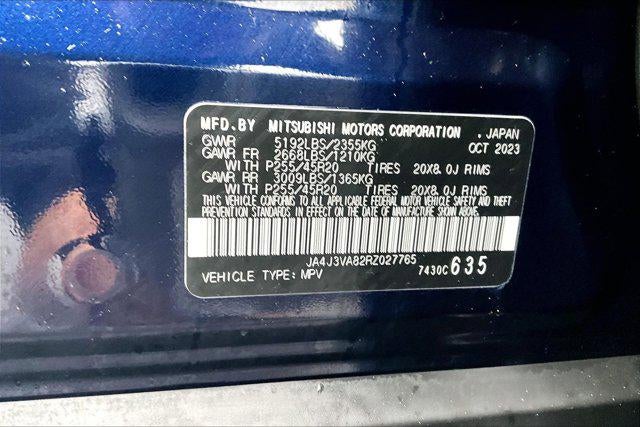 MFD.BY MITSUBISHI MOTORS CORPORATION , JAPAN
GVWR 5192LBS/2355KG OCT 2023
GAWR FR 2668LBS/1210KG
WITH P255/45R20 TIRES 20X8.0J RIMS
GAWR RR 3009LBS/1365KG
WITH P255/45R20 TIRES 20X8.0J RIMS
THIS VEHICLE CONFORMS TO ALL APPLICABLE FEDERAL MOTOR VEHICLE SAFETY AND THEFT
PREVENTION STANDARDS IN EFFECT ON THE DATE OF MANUFACTURE SHOWN ABOVE.
JA4J3VA82RZ027765
VEHICLE TYPE: MPV 7430C 635